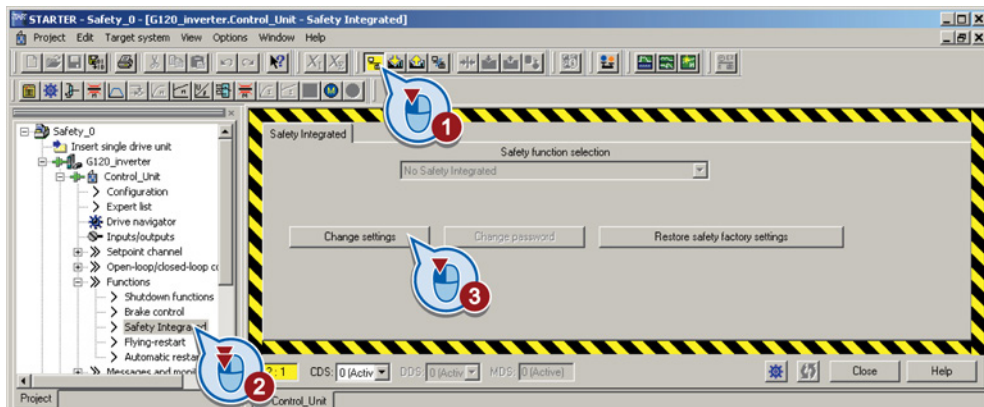 STARTER - Safety_0 - [G120_inverter.Control_Unit - Safety Integrated]
Project Edit Target system View Options Window Help
1
Safety_0
Insert single drive unit
G120_inverter
Control_Unit
Configuration
Expert list
Drive navigator
Inputs/outputs
Setpoint channel
Open-loop/closed-loop co
Functions
Shutdown functions
Brake control
Safety Integrated
Flying-restart
Automatic restar
Messages and moni
2
Project
Safety Integrated
Safety function selection
No Safety Integrated
Change settings Change password Restore safety factory settings
3
CDS: 0 (Activ DDS: 0 (Activ MDS: 0 (Active) Close Help
Control_Unit